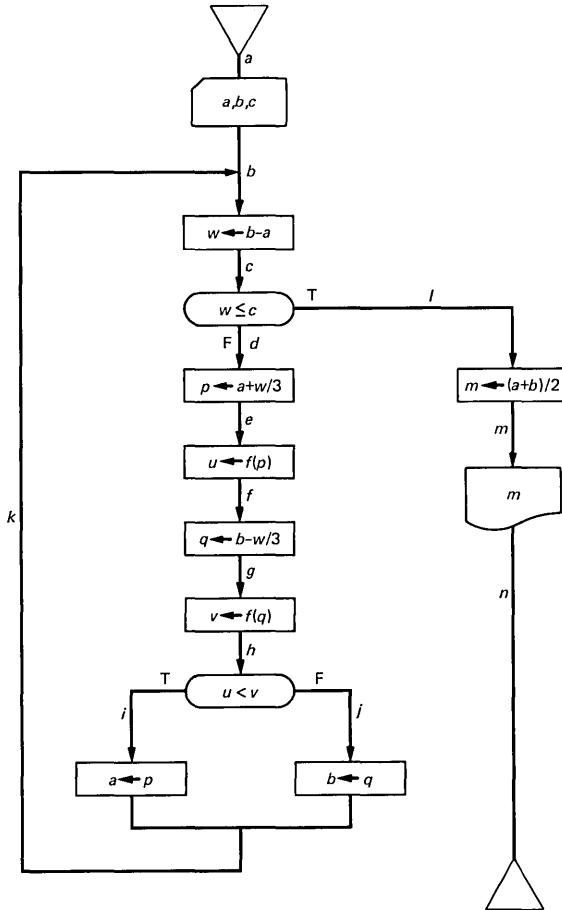 a
a,b,c
b
w ← b–a
c
w ≤ c
T
l
F d
p ← a+w/3
m ← (a+b)/2
e
m
u ← f(p)
f
m
k
q ← b–w/3
g
n
v ← f(q)
h
T
u < v
F
i
j
a ← p
b ← q